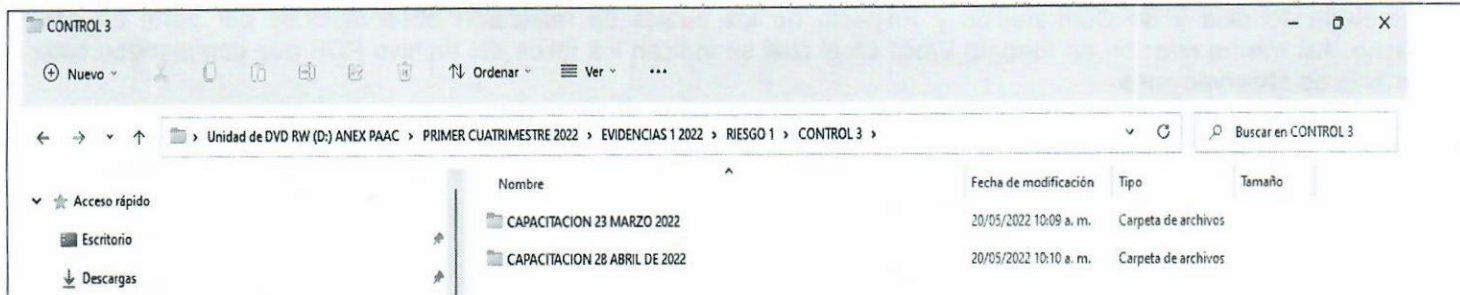 CONTROL 3
Nuevo
Ordenar
Ver
Unidad de DVD RW (D:) ANEX PAAC > PRIMER CUATRIMESTRE 2022 > EVIDENCIAS 1 2022 > RIESGO 1 > CONTROL 3 >
Buscar en CONTROL 3
Nombre Fecha de modificación Tipo Tamaño
Acceso rápido
CAPACITACION 23 MARZO 2022 20/05/2022 10:09 a. m. Carpeta de archivos
Escritorio
CAPACITACION 28 ABRIL DE 2022 20/05/2022 10:10 a. m. Carpeta de archivos
Descargas